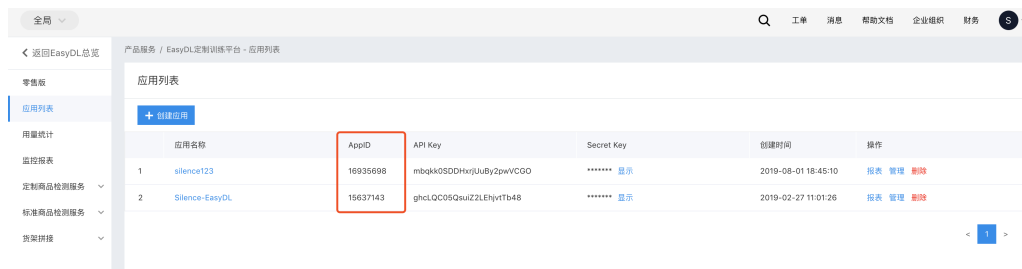 全局
工单 消息 帮助文档 企业组织 财务 S
返回EasyDL总览
产品服务 / EasyDL定制训练平台 - 应用列表
零售版
应用列表
用量统计
监控报表
定制商品检测服务
标准商品检测服务
货架拼接
应用列表
+ 创建应用
应用名称 AppID API Key Secret Key 创建时间 操作
1 silence123 16935698 mbqkk0SDDHxrjUuBy2pwVCGO ******* 显示 2019-08-01 18:45:10 报表 管理 删除
2 Silence-EasyDL 15637143 ghcLQC05QsuiZ2LEhjvtTb48 ******* 显示 2019-02-27 11:01:26 报表 管理 删除
< 1 >